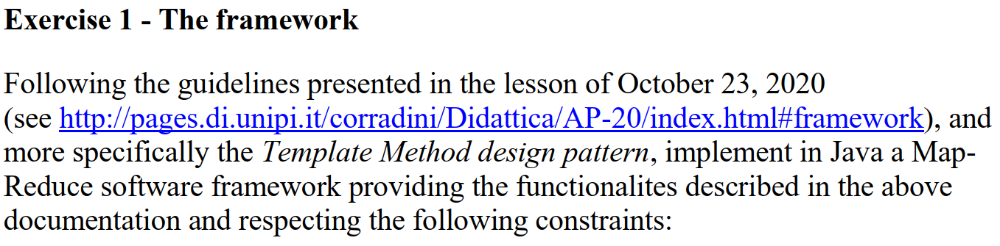 Exercise 1 - The framework
Following the guidelines presented in the lesson of October 23, 2020
(see http://pages.di.unipi.it/corradini/Didattica/AP-20/index.html#framework), and
more specifically the Template Method design pattern, implement in Java a Map-
Reduce software framework providing the functionalites described in the above
documentation and respecting the following constraints: